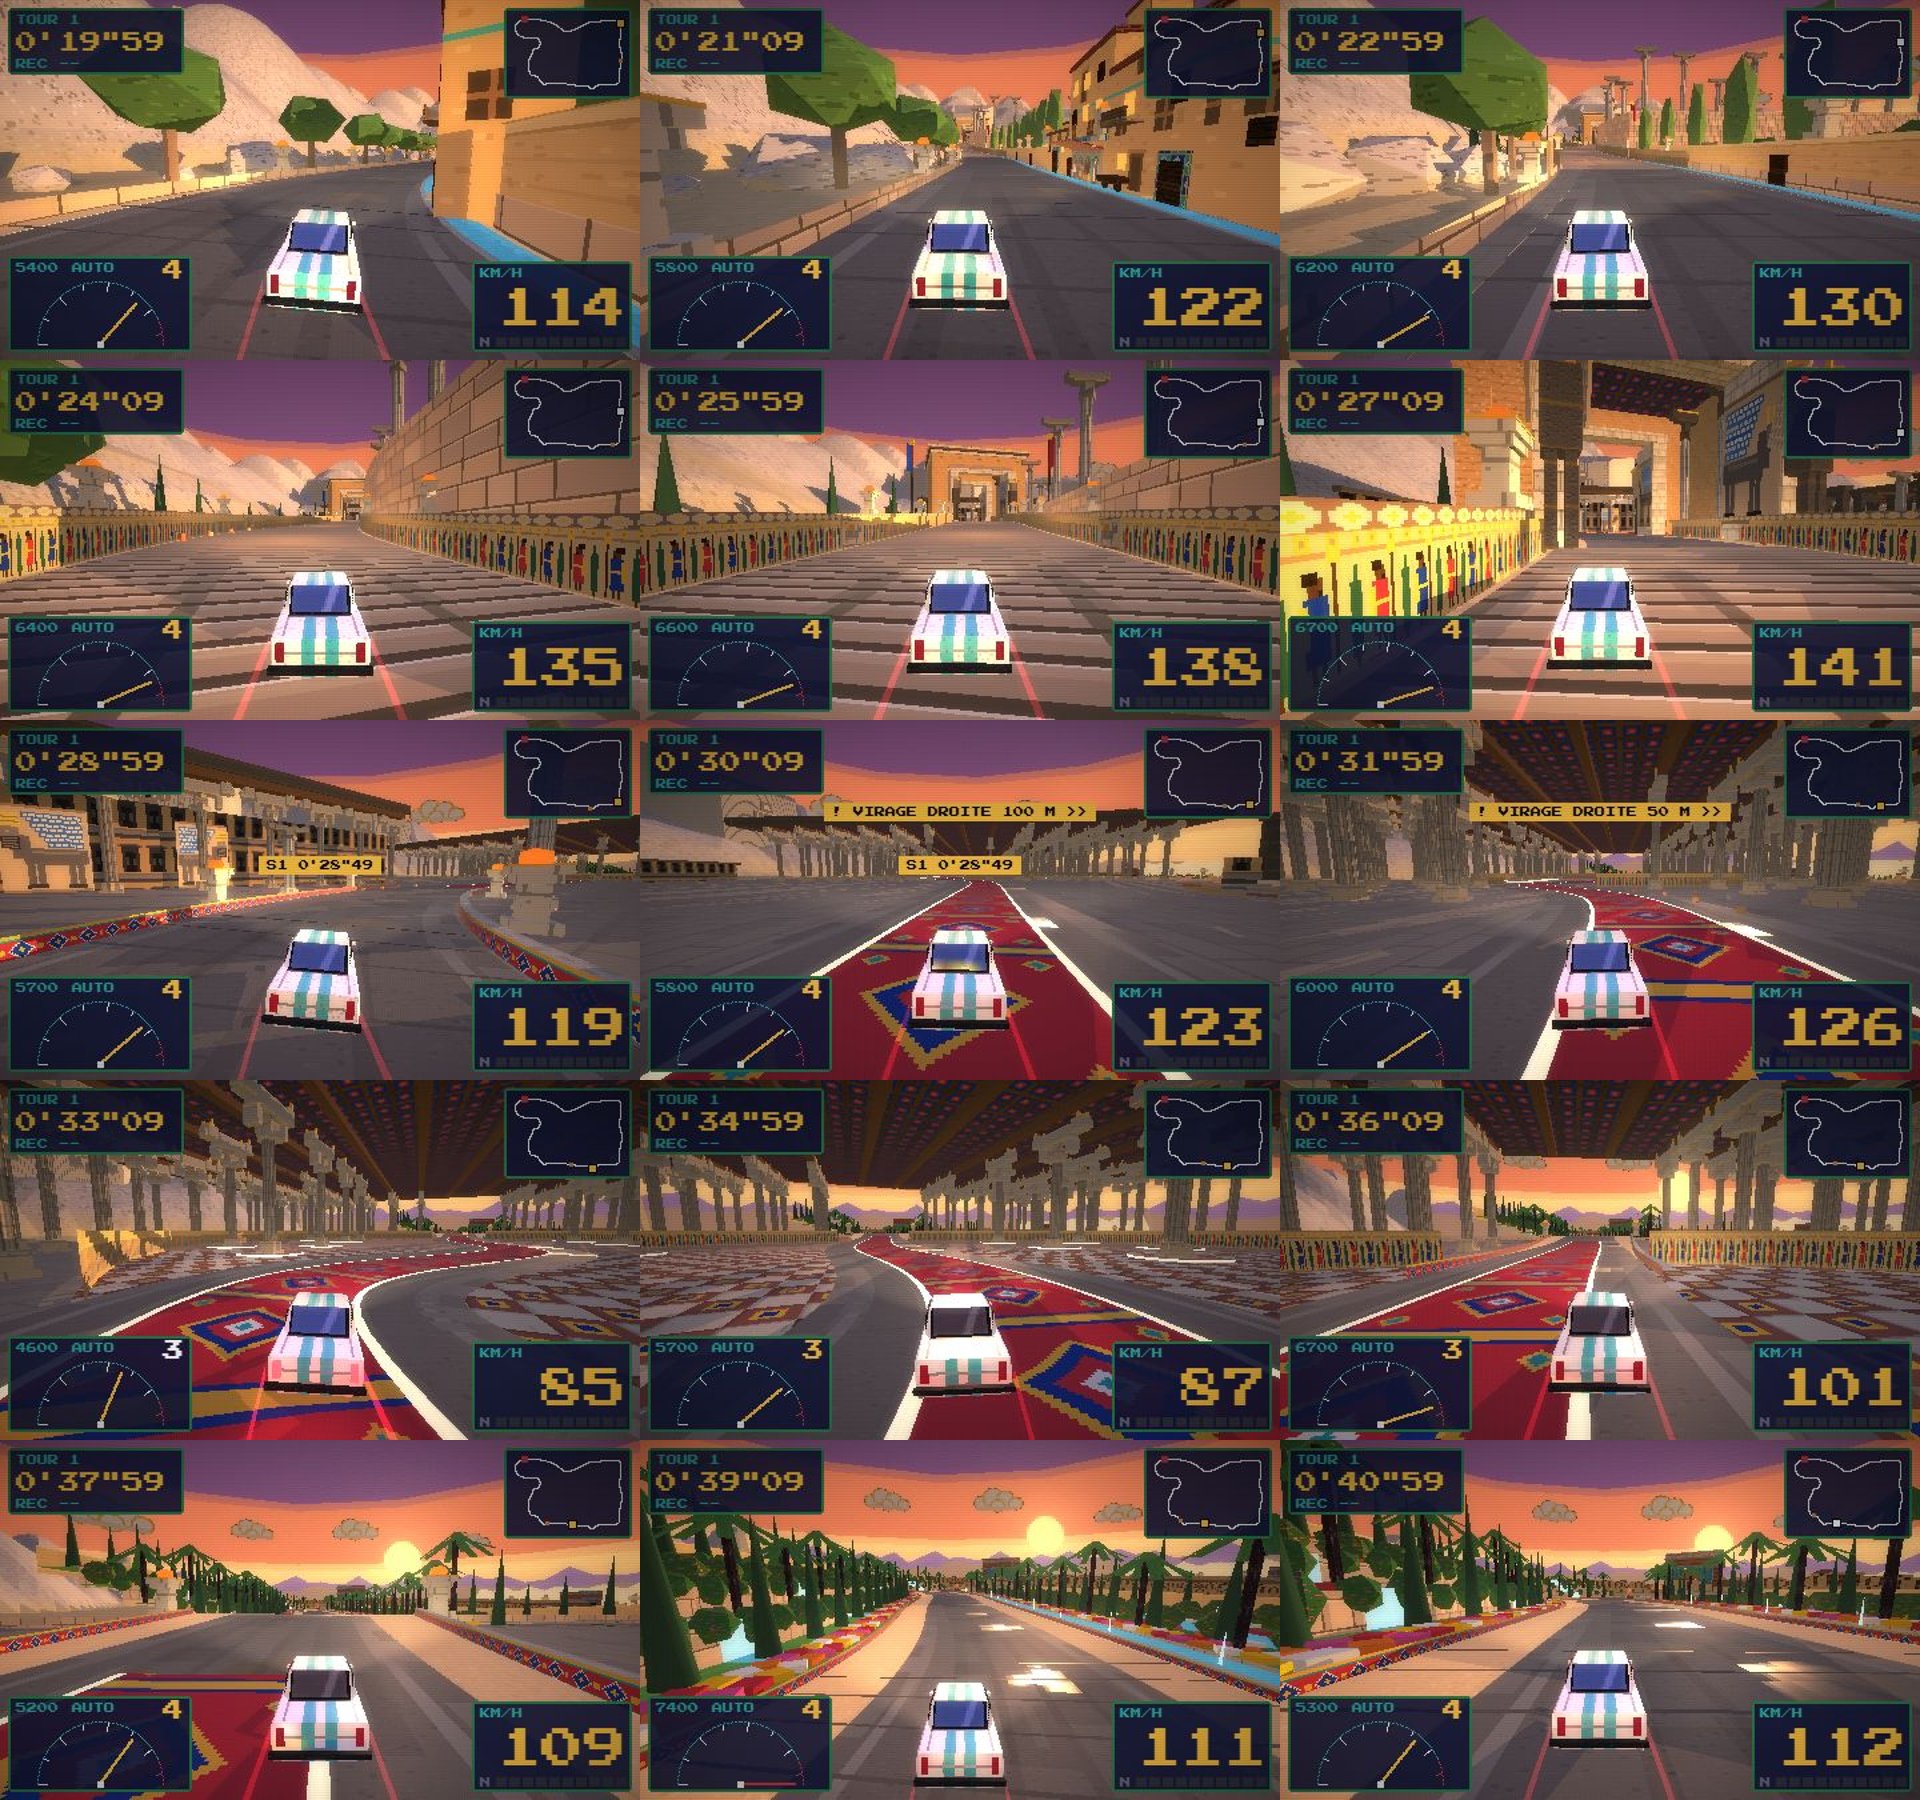 TOUR 1
0'19"59
REC --
5400 AUTO 4
KM/H
114
N
TOUR 1
0'21"09
REC --
5800 AUTO 4
KM/H
122
N
TOUR 1
0'22"59
REC --
6200 AUTO 4
KM/H
130
N
TOUR 1
0'24"09
REC --
6400 AUTO 4
KM/H
135
N
TOUR 1
0'25"59
REC --
6600 AUTO 4
KM/H
138
N
TOUR 1
0'27"09
REC --
6700 AUTO 4
KM/H
141
N
TOUR 1
0'28"59
REC --
S1 0'28"49
5700 AUTO 4
KM/H
119
N
TOUR 1
0'30"09
REC --
! VIRAGE DROITE 100 M >>
S1 0'28"49
5800 AUTO 4
KM/H
123
N
TOUR 1
0'31"59
REC --
! VIRAGE DROITE 50 M >>
6000 AUTO 4
KM/H
126
N
TOUR 1
0'33"09
REC --
4600 AUTO 3
KM/H
85
N
TOUR 1
0'34"59
REC --
5700 AUTO 3
KM/H
87
N
TOUR 1
0'36"09
REC --
6700 AUTO 3
KM/H
101
N
TOUR 1
0'37"59
REC --
5200 AUTO 4
KM/H
109
N
TOUR 1
0'39"09
REC --
7400 AUTO 4
KM/H
111
N
TOUR 1
0'40"59
REC --
5300 AUTO 4
KM/H
112
N